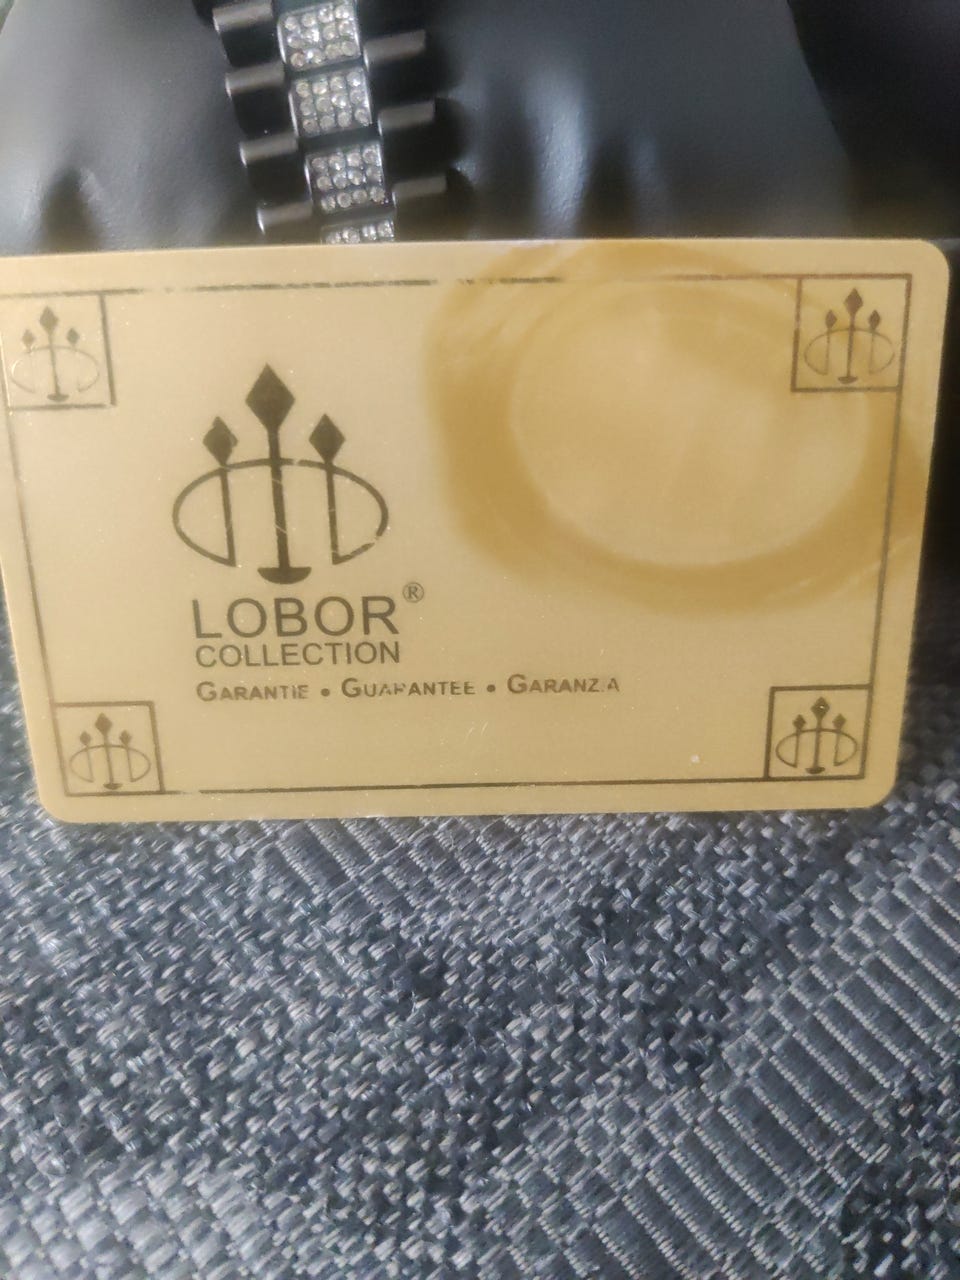 LOBOR®
COLLECTION
GARANTIE • GUARANTEE • GARANZIA